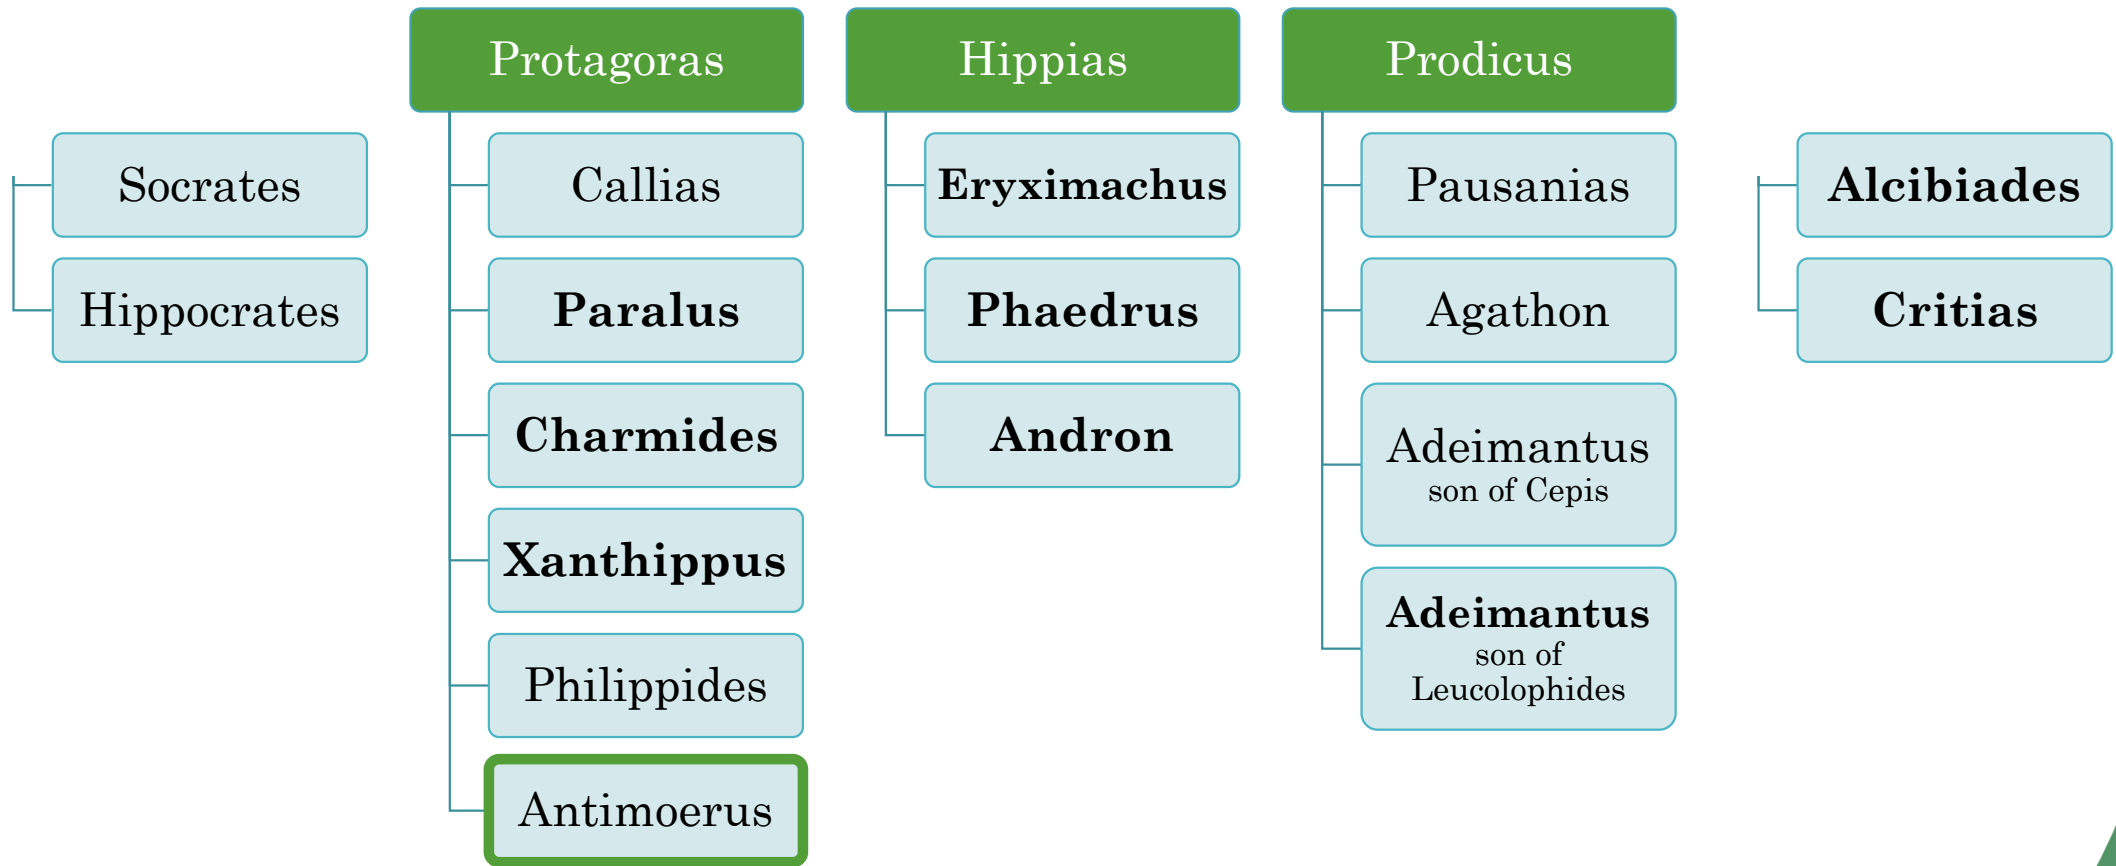 Socrates
Hippocrates
Protagoras
Callias
Paralus
Charmides
Xanthippus
Philippides
Antimoerus
Hippias
Eryximachus
Phaedrus
Andron
Prodicus
Pausanias
Agathon
Adeimantus
son of Cepis
Adeimantus
son of
Leucolophides
Alcibiades
Critias